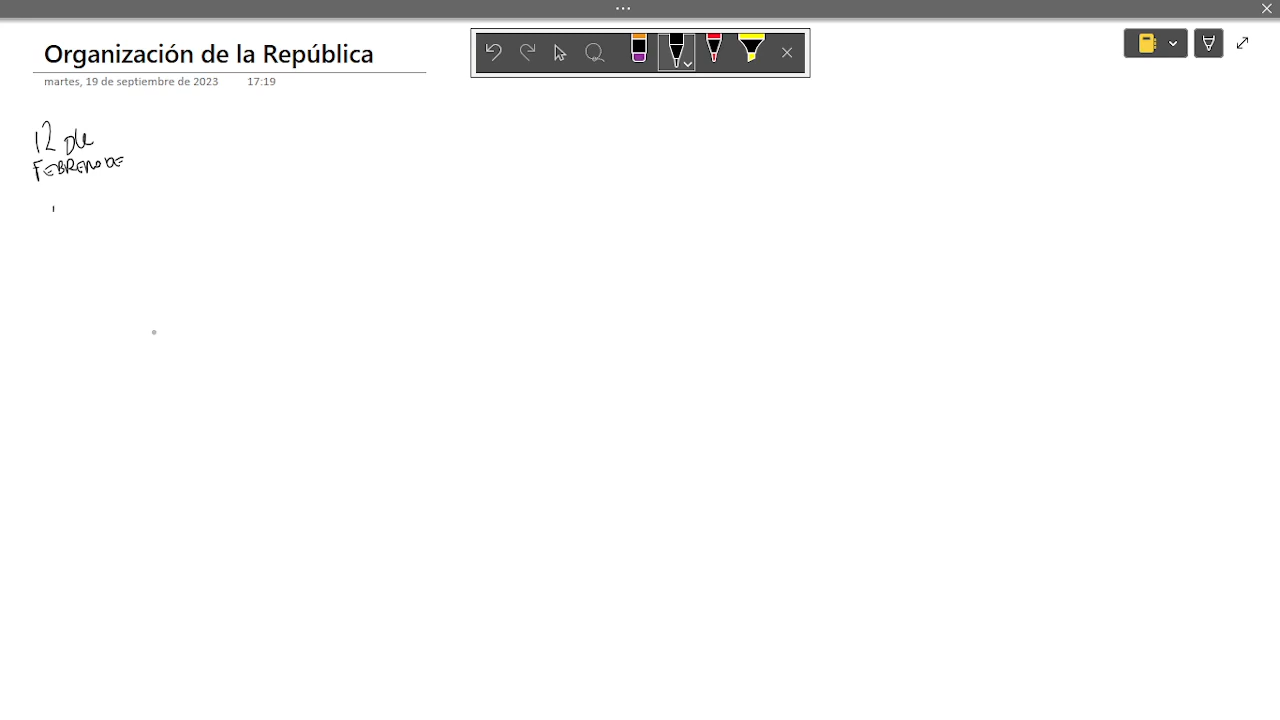 Organización de la República
martes, 19 de septiembre de 2023 17:19
12 de
FEBRERO DE